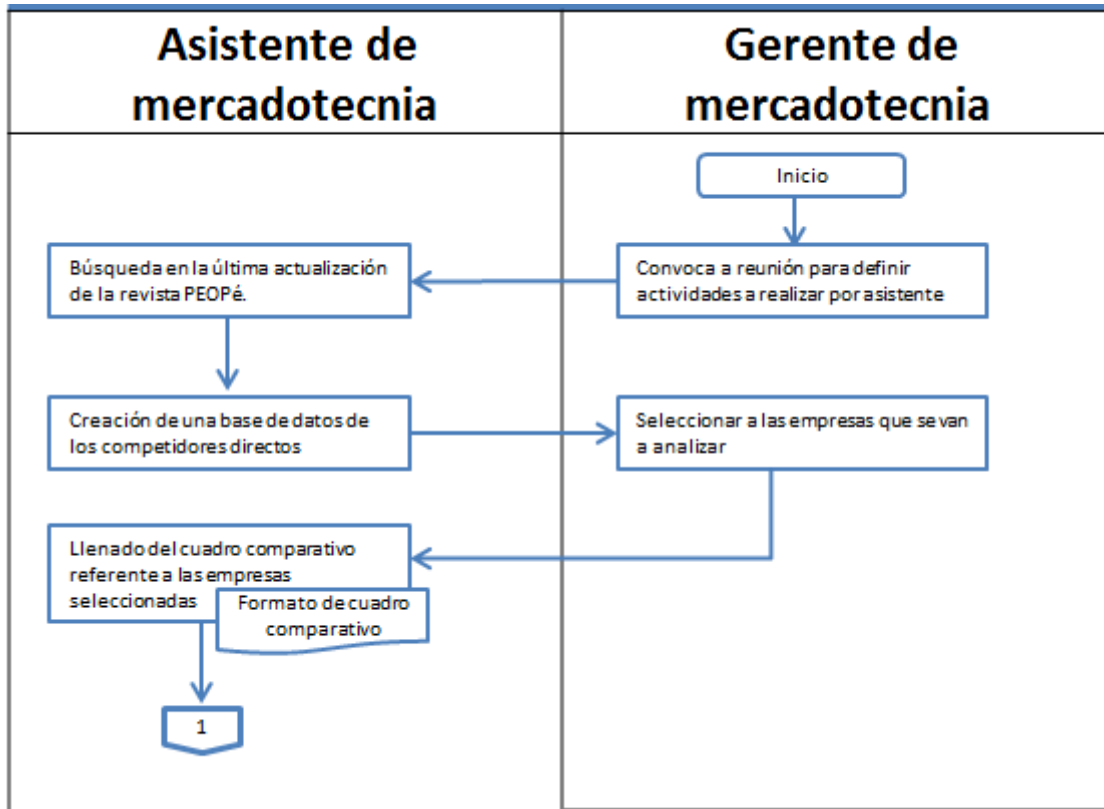 Asistente de
mercadotecnia
Gerente de
mercadotecnia
Inicio
Convoca a reunión para definir
actividades a realizar por asistente
Búsqueda en la última actualización
de la revista PEOPé.
Creación de una base de datos de
los competidores directos
Seleccionar a las empresas que se van
a analizar
Llenado del cuadro comparativo
referente a las empresas
seleccionadas
Formato de cuadro
comparativo
1